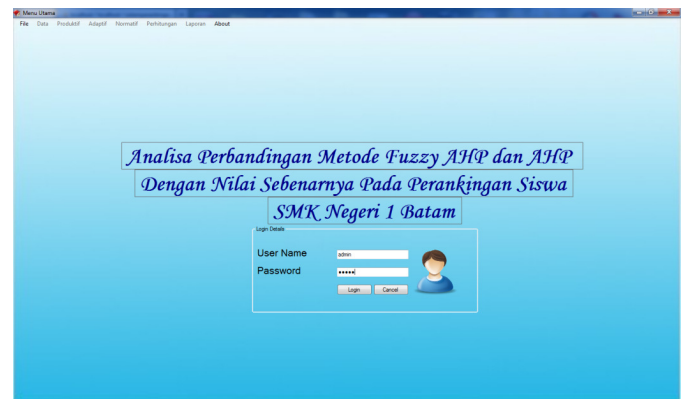 Menu Utama
File Data Produktif Adaptif Normatif Perhitungan Laporan About
Analisa Perbandingan Metode Fuzzy AHP dan AHP
Dengan Nilai Sebenarnya Pada Perankingan Siswa
SMK Negeri 1 Batam
Login Details
User Name admin
Password •••••
Login Cancel